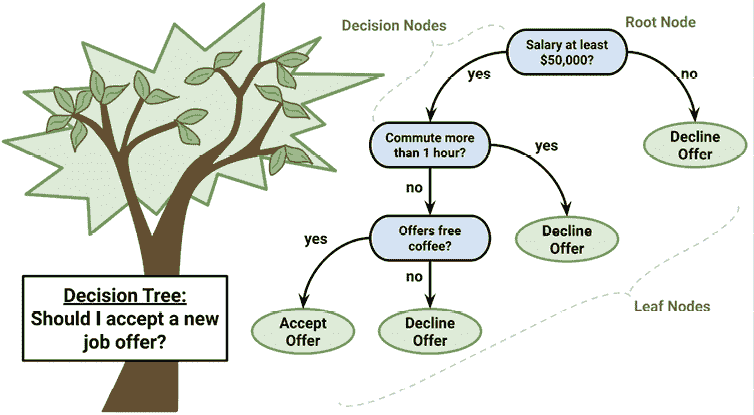 Decision Nodes
Root Node
Salary at least
$50,000?
yes
no
Commute more
than 1 hour?
Decline
Offcr
yes
no
Offers free
coffee?
Decline
Offer
yes
no
Leaf Nodes
Accept
Offer
Decline
Offer
Decision Tree:
Should I accept a new
job offer?